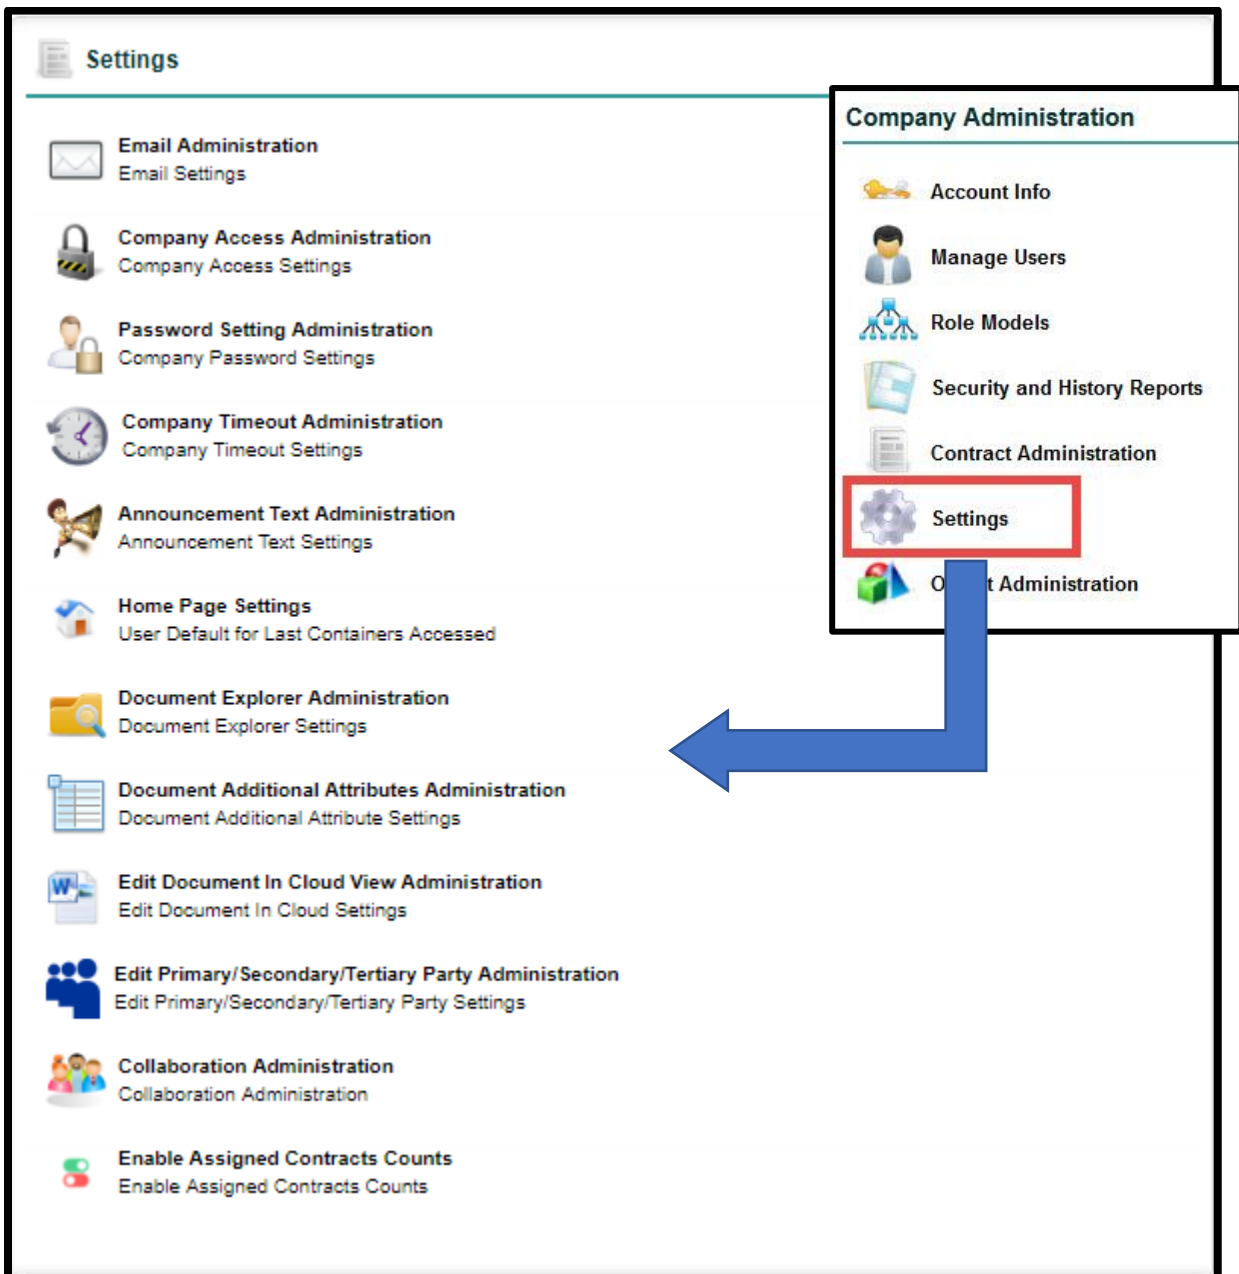 Settings
Email Administration
Email Settings
Company Access Administration
Company Access Settings
Password Setting Administration
Company Password Settings
Company Timeout Administration
Company Timeout Settings
Announcement Text Administration
Announcement Text Settings
Home Page Settings
User Default for Last Containers Accessed
Document Explorer Administration
Document Explorer Settings
Document Additional Attributes Administration
Document Additional Attribute Settings
Edit Document In Cloud View Administration
Edit Document In Cloud Settings
Edit Primary/Secondary/Tertiary Party Administration
Edit Primary/Secondary/Tertiary Party Settings
Collaboration Administration
Collaboration Administration
Enable Assigned Contracts Counts
Enable Assigned Contracts Counts
Company Administration
Account Info
Manage Users
Role Models
Security and History Reports
Contract Administration
Settings
Administration